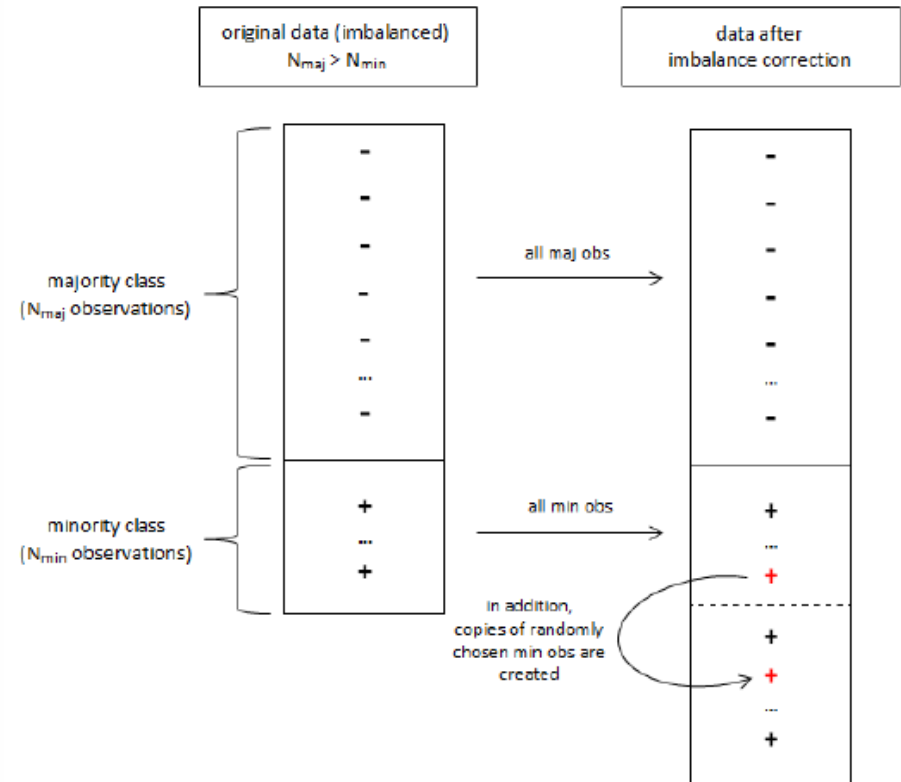 original data (imbalanced)
Nmaj > Nmin
data after
imbalance correction
-
-
-
-
-
...
-
majority class
(Nmaj observations)
all maj obs
-
-
-
-
-
...
-
+
...
+
minority class
(Nmin observations)
all min obs
+
...
+
in addition,
copies of randomly
chosen min obs are
created
+
+
...
+